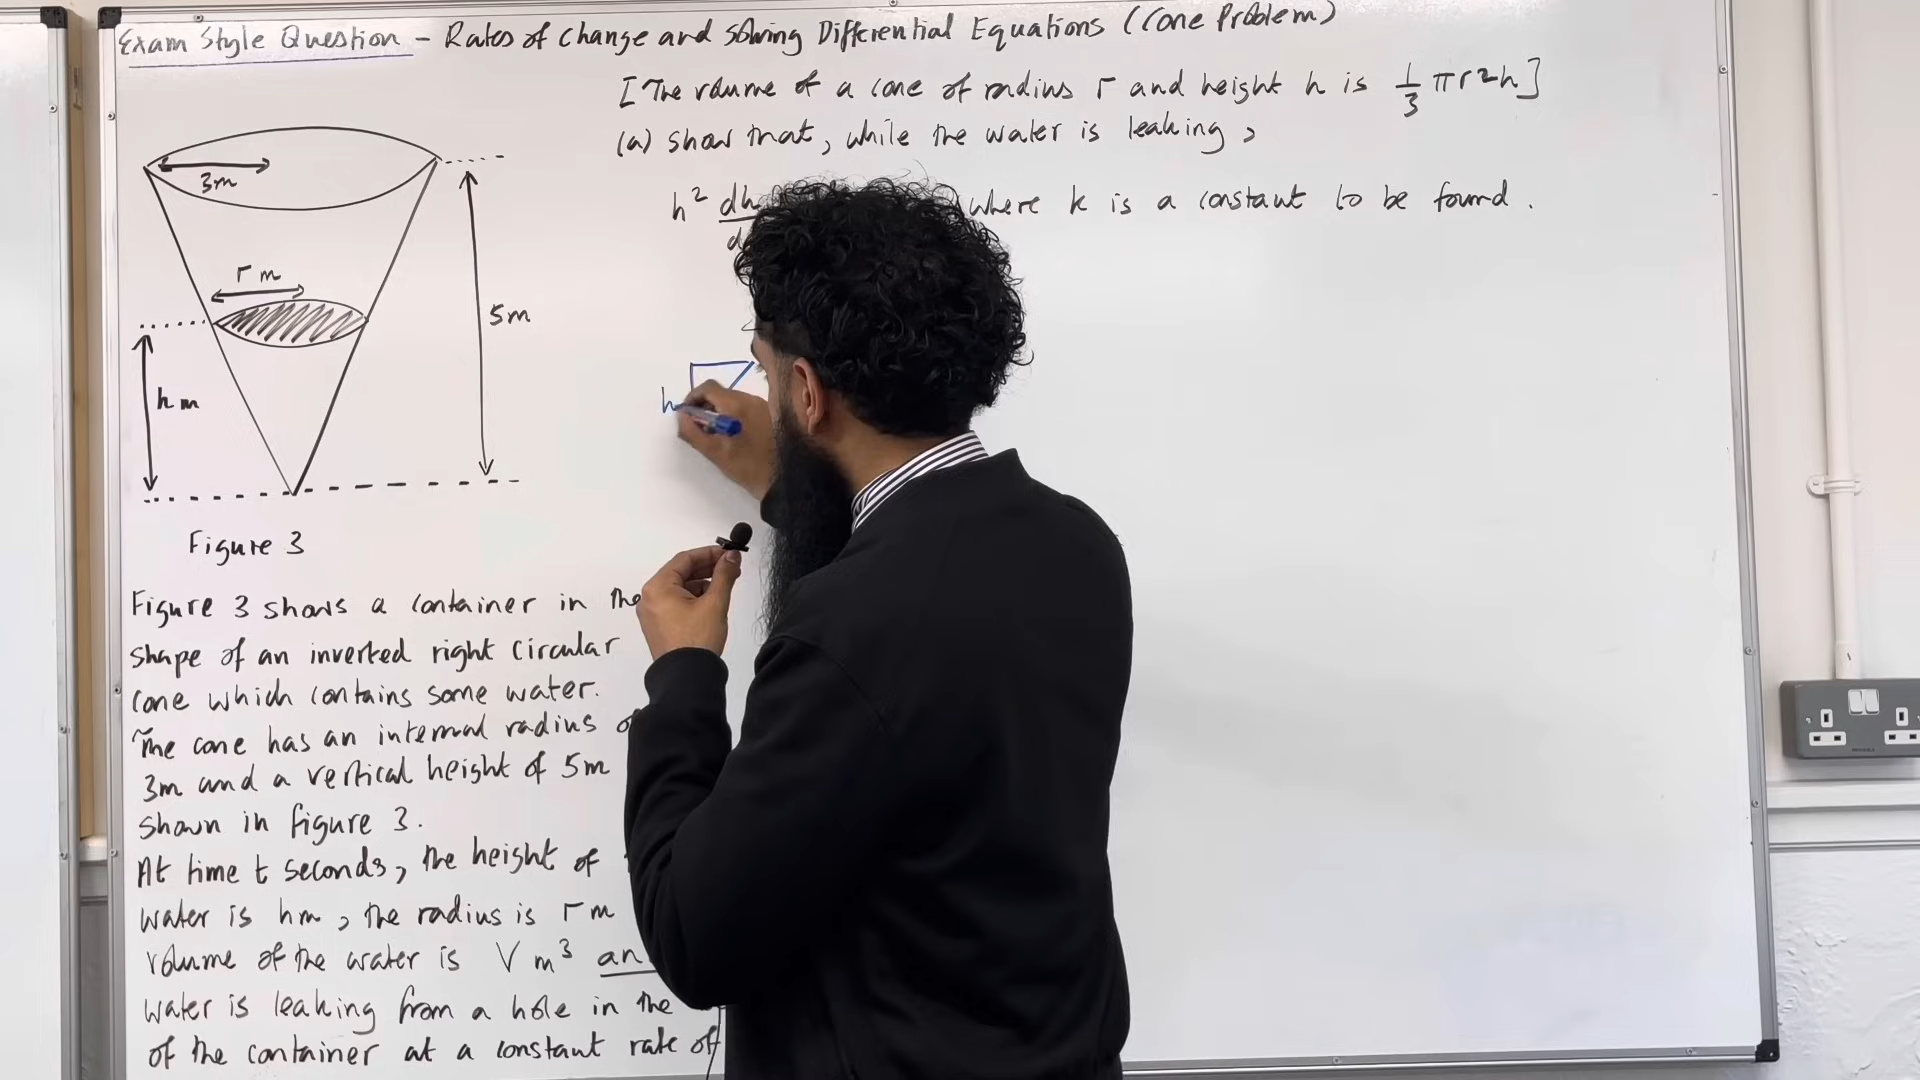 Exam Style Question - Rates of change and solving Differential Equations (Cone Problem)
[The volume of a cone of radius r and height h is 1/3 πr²h]
(a) show that, while the water is leaking,
h² dh
where k is a constant to be found.
3m
r m
5m
h m
h
Figure 3
Figure 3 shows a container in the
shape of an inverted right circular
cone which contains some water.
The cone has an internal radius
3m and a vertical height of 5m
shown in figure 3.
At time t seconds, the height of
water is hm, the radius is r m
volume of the water is V m³
water is leaking from a hole in the
of the container at a constant rate of